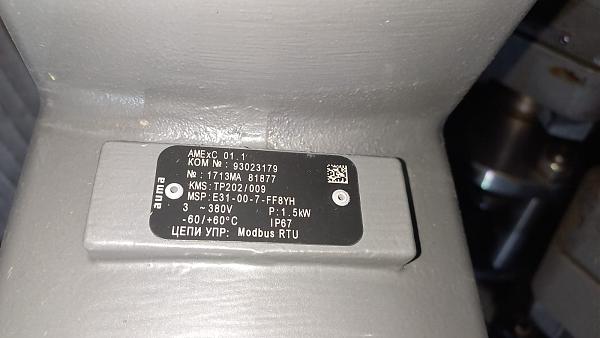 auma
AMExC 01.1
КОМ №: 93023179
№: 1713MA 81877
KMS: TP202/009
MSP: E31-00-7-FF8YH
3 ~380V P: 1.5kW
-60/+60°C IP67
ЦЕПИ УПР: Modbus RTU